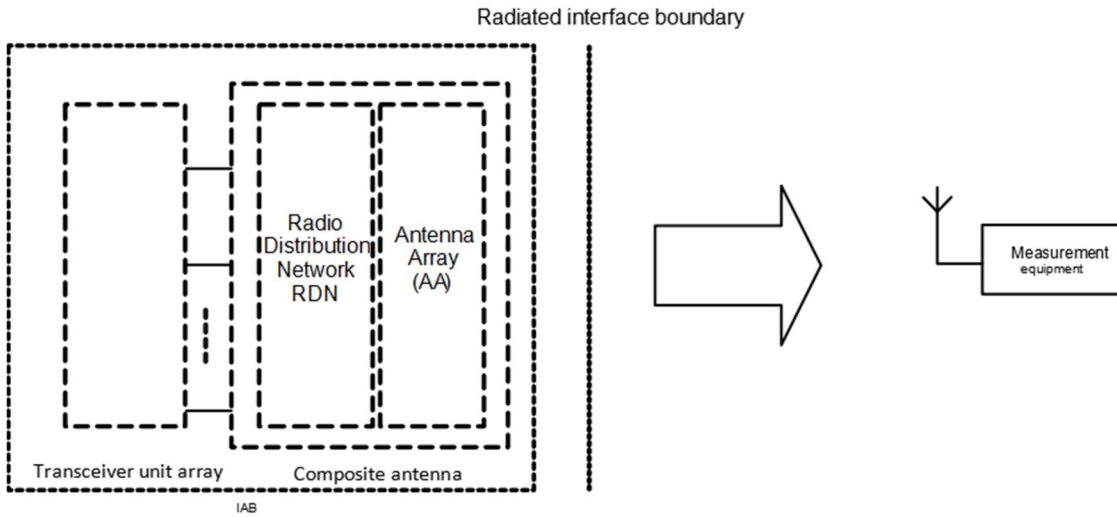 Radiated interface boundary
Radio
Distribution
Network
RDN
Antenna
Array
(AA)
Measurement
equipment
Transceiver unit array
Composite antenna
IAB